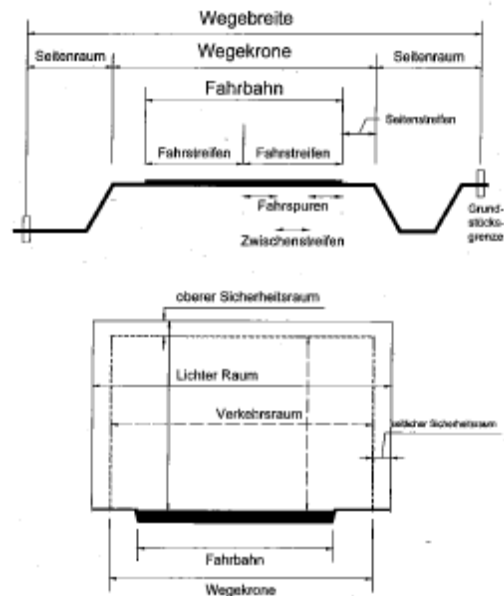 Wegebreite
Seitenraum
Wegekrone
Seitenraum
Fahrbahn
Seitenstreifen
Fahrstreifen
Fahrstreifen
Fahrspuren
Zwischenstreifen
Grund-
stücks-
grenze
oberer Sicherheitsraum
Lichter Raum
Verkehrsraum
seitlicher Sicherheitsraum
Fahrbahn
Wegekrone